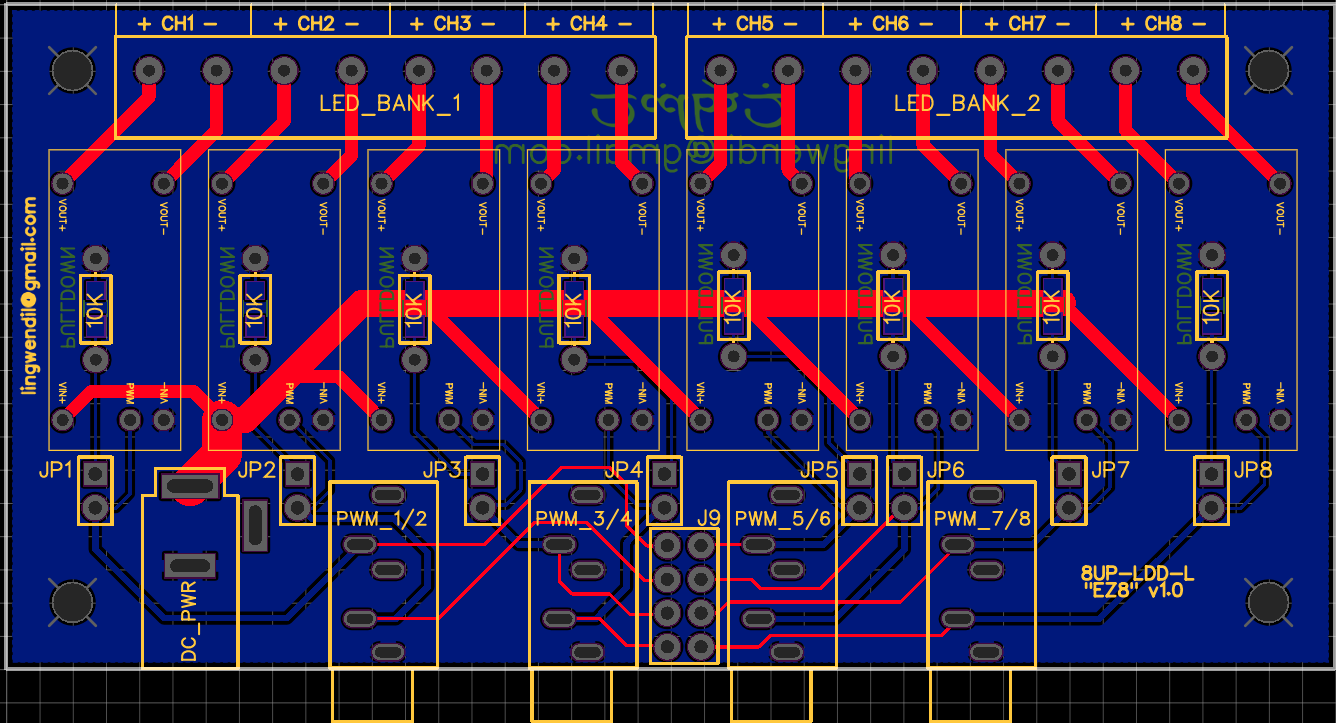 + CH1 - + CH2 - + CH3 - + CH4 - + CH5 - + CH6 - + CH7 - + CH8 -
LED_BANK_1 LED_BANK_2
lingwendil@gmail.com
VOUT+ VOUT- VOUT+ VOUT- VOUT+ VOUT- VOUT+ VOUT- VOUT+ VOUT- VOUT+ VOUT- VOUT+ VOUT- VOUT+ VOUT-
lingwendil@gmail.com
PULLDOWN PULLDOWN PULLDOWN PULLDOWN PULLDOWN PULLDOWN PULLDOWN PULLDOWN
10K 10K 10K 10K 10K 10K 10K 10K
VIN+ PWM VIN- VIN+ PWM VIN- VIN+ PWM VIN- VIN+ PWM VIN- VIN+ PWM VIN- VIN+ PWM VIN- VIN+ PWM VIN- VIN+ PWM VIN-
JP1 JP2 JP3 JP4 JP5 JP6 JP7 JP8
PWM_1/2 PWM_3/4 J9 PWM_5/6 PWM_7/8
DC_PWR
8UP-LDD-L
"EZ8" v1.0